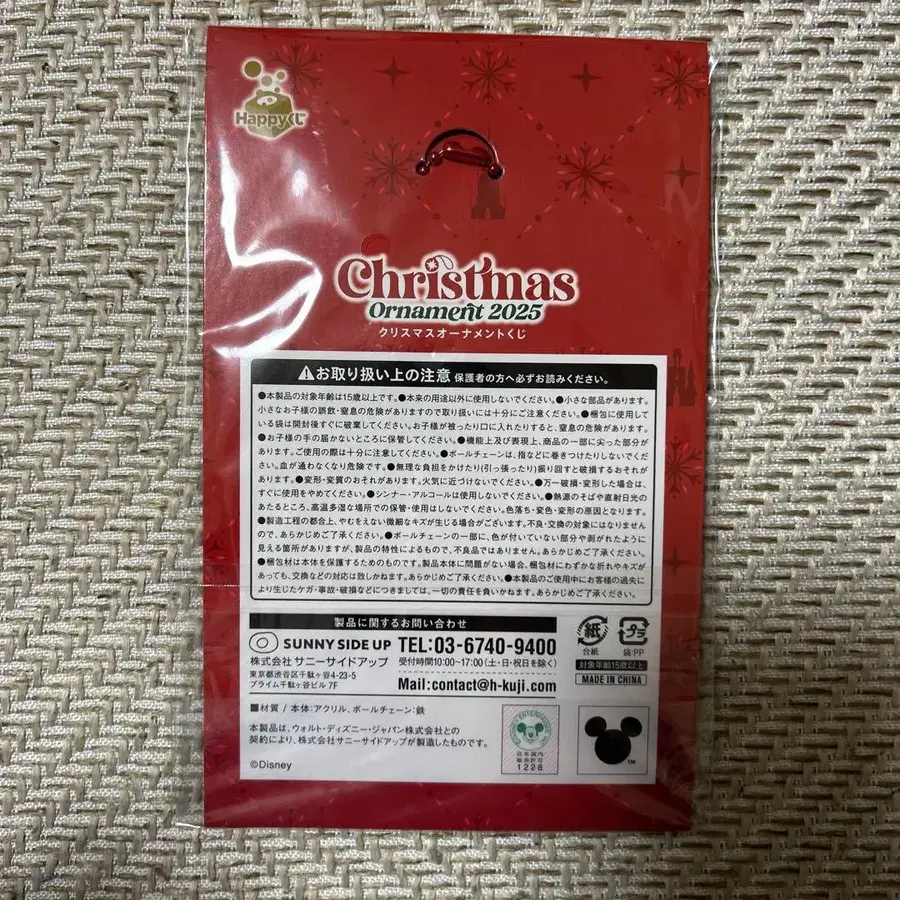 Happyくじ
Christmas
Ornament 2025
クリスマスオーナメントくじ
⚠お取り扱い上の注意 保護者の方へ必ずお読みください。
●本製品の対象年齢は15歳以上です。●本来の用途以外に使用しないでください。●小さな部品があります。
小さなお子様の誤飲・窒息の危険がありますので取り扱いには十分にご注意ください。●梱包に使用して
いる袋は開封後すぐに破棄してください。お子様が被ったり口に入れたりすると、窒息の危険があります。
●お子様の手の届かないところに保管してください。●機能上及び表現上、商品の一部に尖った部分が
あります。ご使用の際は十分に注意してください。●ボールチェーンは、指などに巻きつけたりしないでくだ
さい。血が通わなくなり危険です。●無理な負担をかけたり(引っ張ったり)振り回すと破損するおそれが
あります。●変形・変質のおそれがあります。火気に近づけないでください。●万一破損・変形した場合は、
すぐに使用をやめてください。●シンナー・アルコールは使用しないでください。●熱源のそばや直射日光の
あたるところ、高温多湿な場所での保管・使用はしないでください。色落ち・変色・変形の原因となります。
●製造工程の都合上、やむをえない微細なキズが生じる場合がございます。不良・交換の対象にはなりません
ので、あらかじめご了承ください。●ボールチェーンの一部に、色が付いていない部分や剥がれたように
見える箇所がありますが、製品の特性によるもので、不良品ではありません。あらかじめご了承ください。
●梱包材は本体を保護するためのものです。製品本体に問題がない場合、梱包材にわずかな折れやキズが
あっても、交換などの対応は致しかねます。あらかじめご了承ください。●本製品のご使用中にお客様の過失に
より生じたケガ・事故・破損などにつきましては、一切の責任を負いかねます。あらかじめご了承ください。
製品に関するお問い合わせ
SUNNY SIDE UP
株式会社 サニーサイドアップ
東京都渋谷区千駄ヶ谷4-23-5
プライム千駄ヶ谷ビル 7F
TEL:03-6740-9400
受付時間10:00~17:00(土・日・祝日を除く)
Mail:contact@h-kuji.com
紙
台紙
プラ
袋:PP
対象年齢15歳以上
MADE IN CHINA
■材質 / 本体:アクリル、ボールチェーン:鉄
本製品は、ウォルト・ディズニー・ジャパン株式会社との
契約により、株式会社サニーサイドアップが製造したものです。
©Disney
日本国内
販売許可
1228
TM